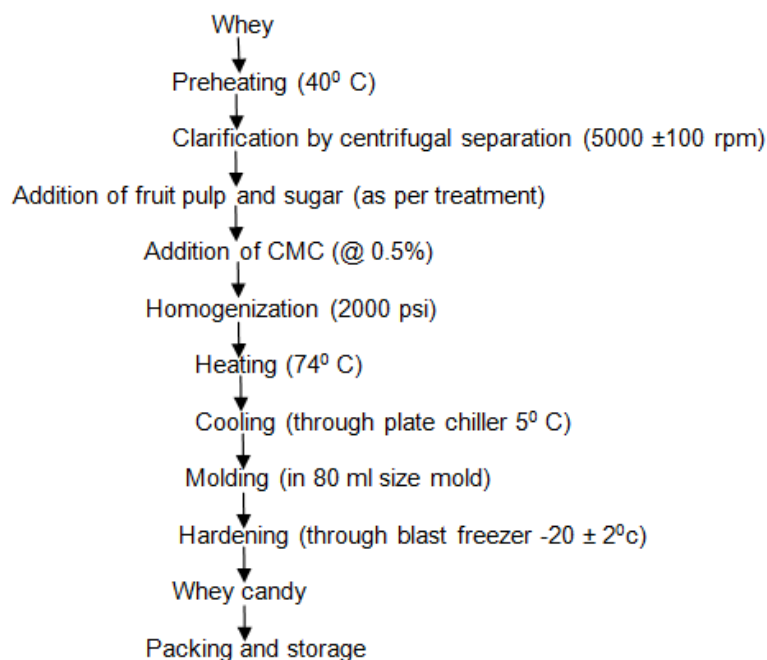 Whey
Preheating (40⁰ C)
Clarification by centrifugal separation (5000 ±100 rpm)
Addition of fruit pulp and sugar (as per treatment)
Addition of CMC (@ 0.5%)
Homogenization (2000 psi)
Heating (74⁰ C)
Cooling (through plate chiller 5⁰ C)
Molding (in 80 ml size mold)
Hardening (through blast freezer -20 ± 2⁰c)
Whey candy
Packing and storage